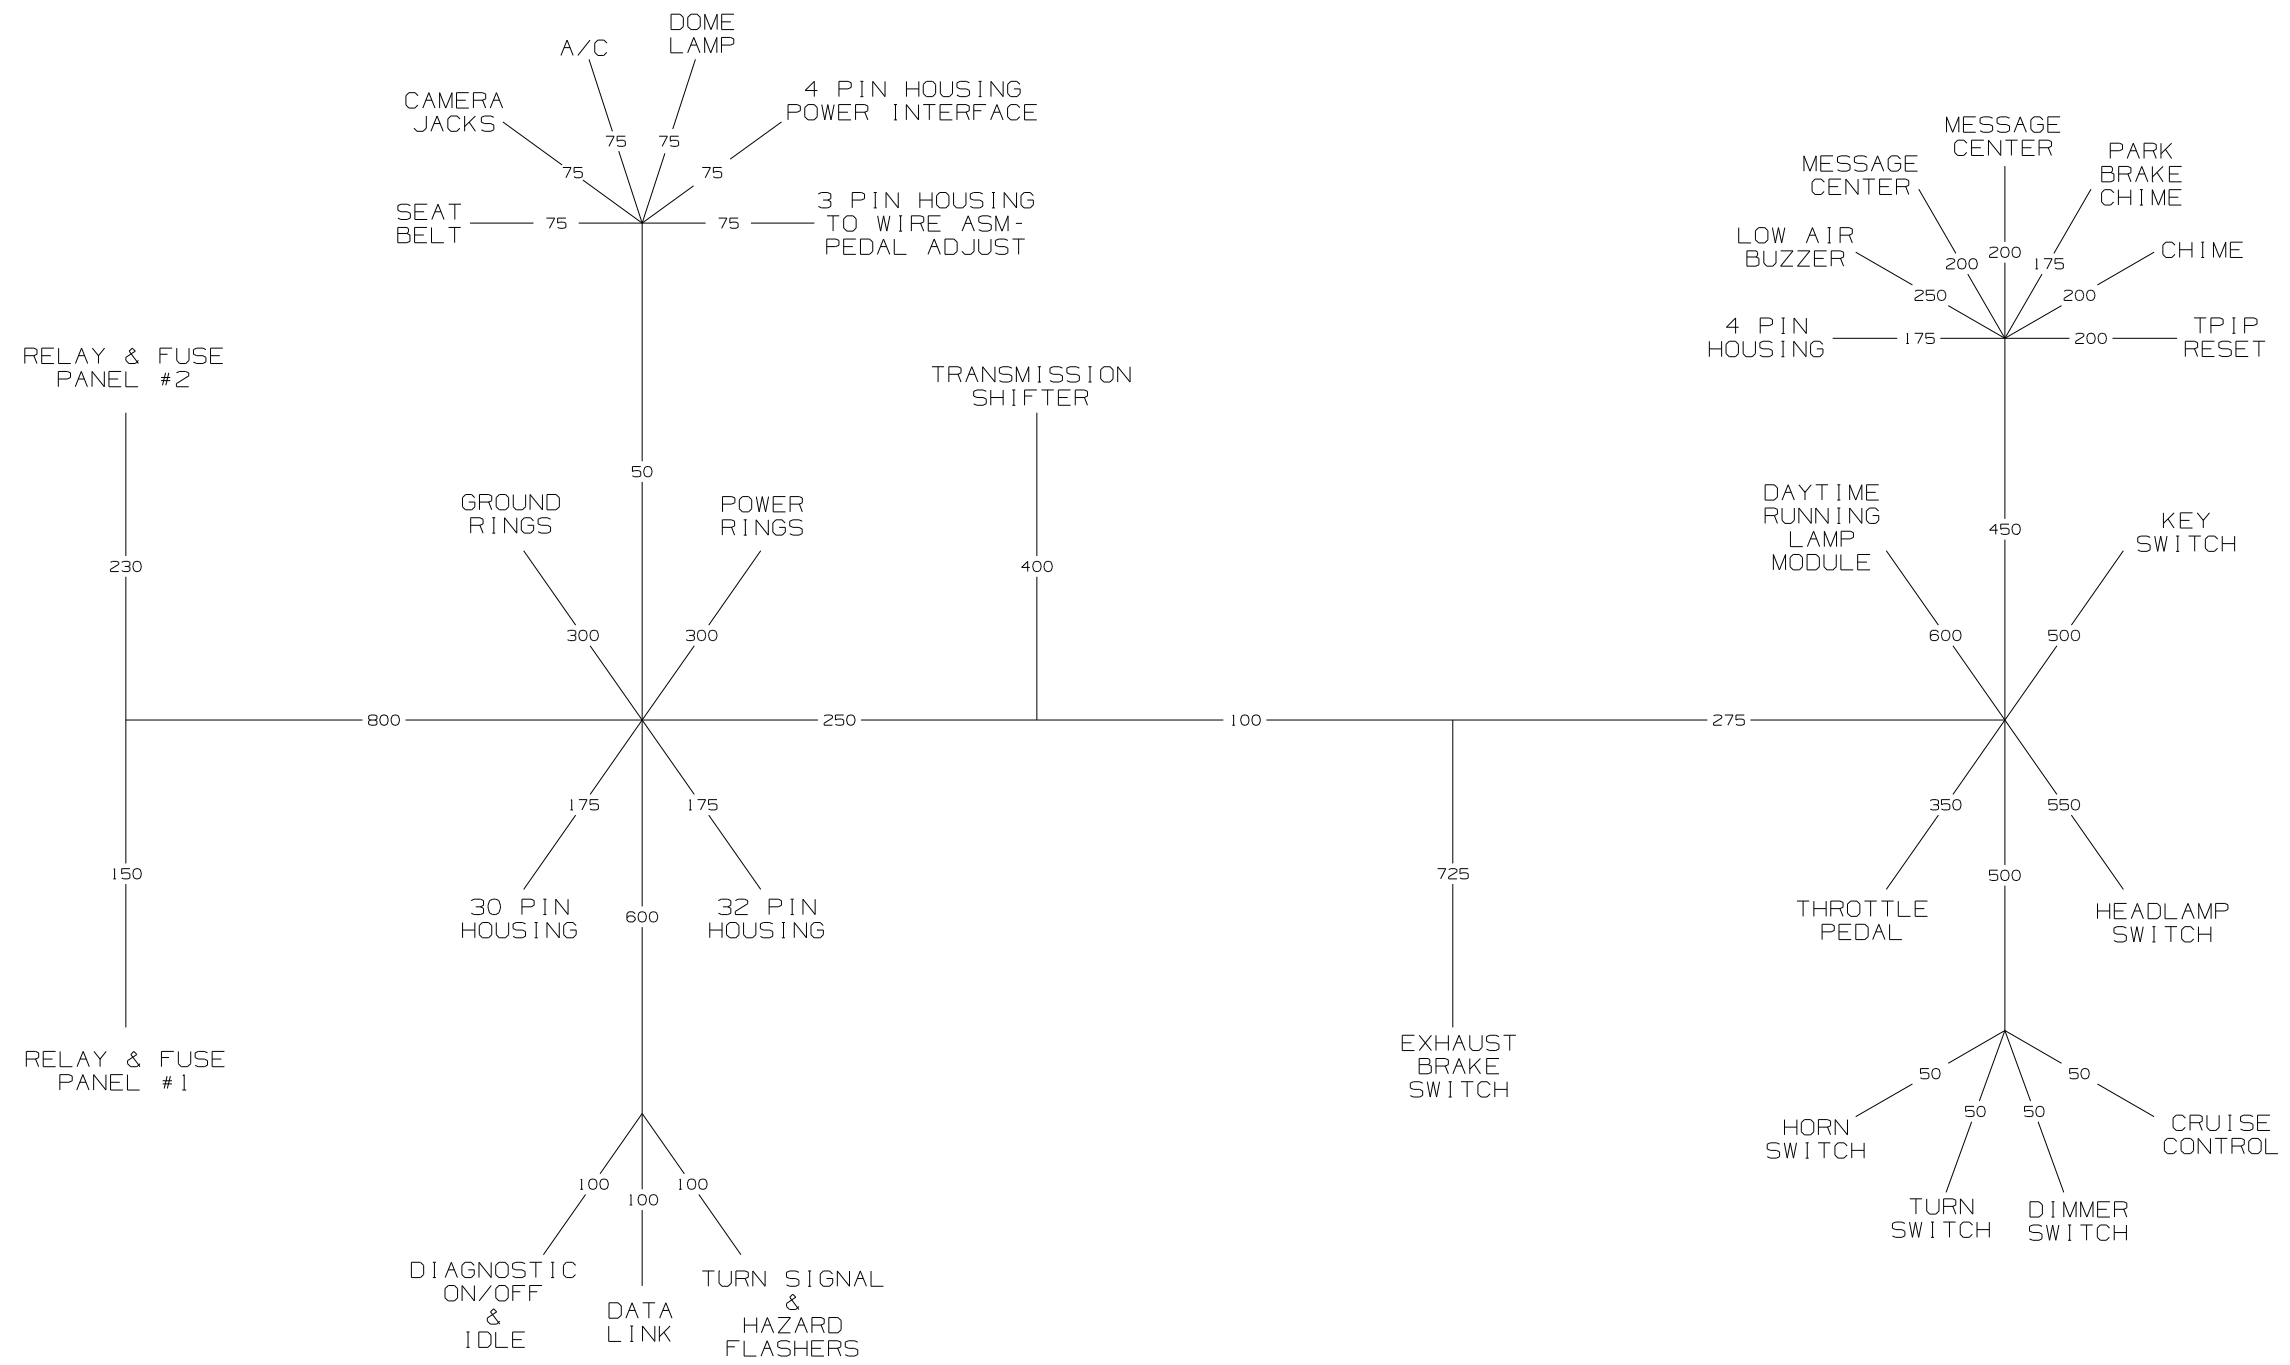 DOME
LAMP
A/C
CAMERA
JACKS
4 PIN HOUSING
POWER INTERFACE
75
75
75
75
SEAT
BELT
75
75
3 PIN HOUSING
TO WIRE ASM-
PEDAL ADJUST
MESSAGE
CENTER
MESSAGE
CENTER
PARK
BRAKE
CHIME
LOW AIR
BUZZER
CHIME
200
200
175
250
200
4 PIN
HOUSING
175
200
TPIP
RESET
RELAY & FUSE
PANEL #2
TRANSMISSION
SHIFTER
50
GROUND
RINGS
POWER
RINGS
DAYTIME
RUNNING
LAMP
MODULE
450
KEY
SWITCH
230
400
300
300
600
500
800
250
100
275
175
175
350
550
150
725
500
30 PIN
HOUSING
600
32 PIN
HOUSING
THROTTLE
PEDAL
HEADLAMP
SWITCH
RELAY & FUSE
PANEL #1
EXHAUST
BRAKE
SWITCH
50
50
50
50
HORN
SWITCH
CRUISE
CONTROL
100
100
100
TURN
SWITCH
DIMMER
SWITCH
DIAGNOSTIC
ON/OFF
&
IDLE
DATA
LINK
TURN SIGNAL
&
HAZARD
FLASHERS